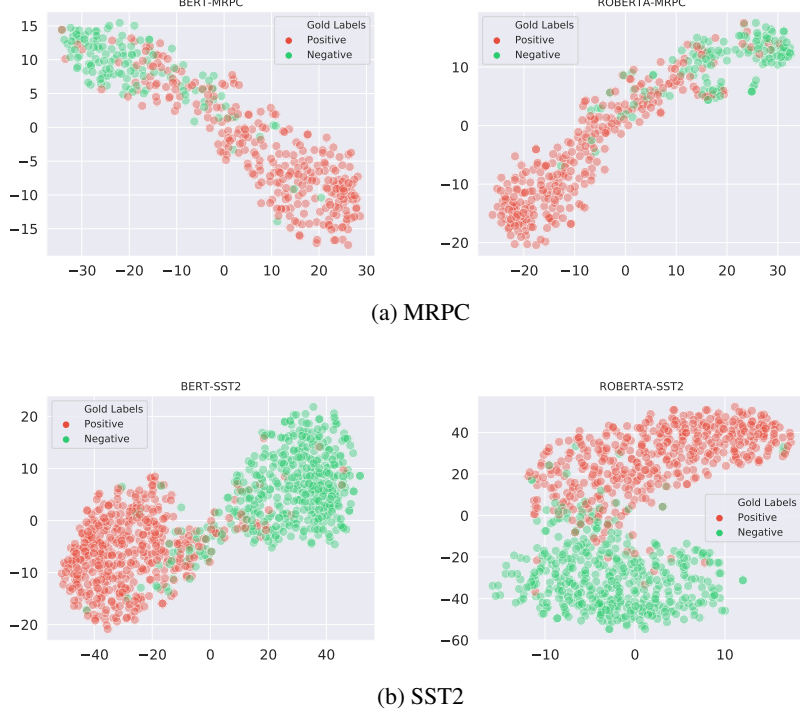 BERT-MRPC
ROBERTA-MRPC
Gold Labels
Positive
Negative
15
10
5
0
−5
−10
−15
−30
−20
−10
0
10
20
30
Gold Labels
Positive
Negative
10
0
−10
−20
−20
−10
0
10
20
30
(a) MRPC
BERT-SST2
ROBERTA-SST2
Gold Labels
Positive
Negative
20
10
0
−10
−20
−40
−20
0
20
40
40
20
0
−20
−40
−60
Gold Labels
Positive
Negative
−10
0
10
(b) SST2